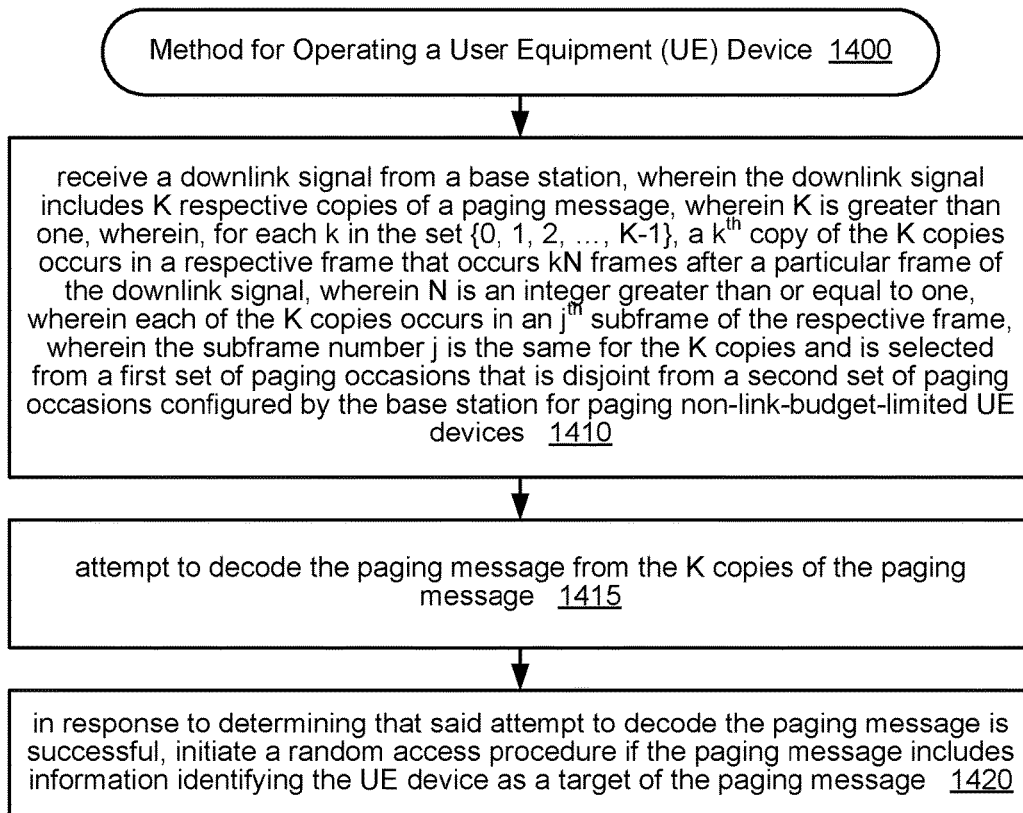 Method for Operating a User Equipment (UE) Device 1400
receive a downlink signal from a base station, wherein the downlink signal
includes K respective copies of a paging message, wherein K is greater than
one, wherein, for each k in the set {0, 1, 2, ..., K-1}, a kth copy of the K copies
occurs in a respective frame that occurs kN frames after a particular frame of
the downlink signal, wherein N is an integer greater than or equal to one,
wherein each of the K copies occurs in an jth subframe of the respective frame,
wherein the subframe number j is the same for the K copies and is selected
from a first set of paging occasions that is disjoint from a second set of paging
occasions configured by the base station for paging non-link-budget-limited UE
devices 1410
attempt to decode the paging message from the K copies of the paging
message 1415
in response to determining that said attempt to decode the paging message is
successful, initiate a random access procedure if the paging message includes
information identifying the UE device as a target of the paging message 1420